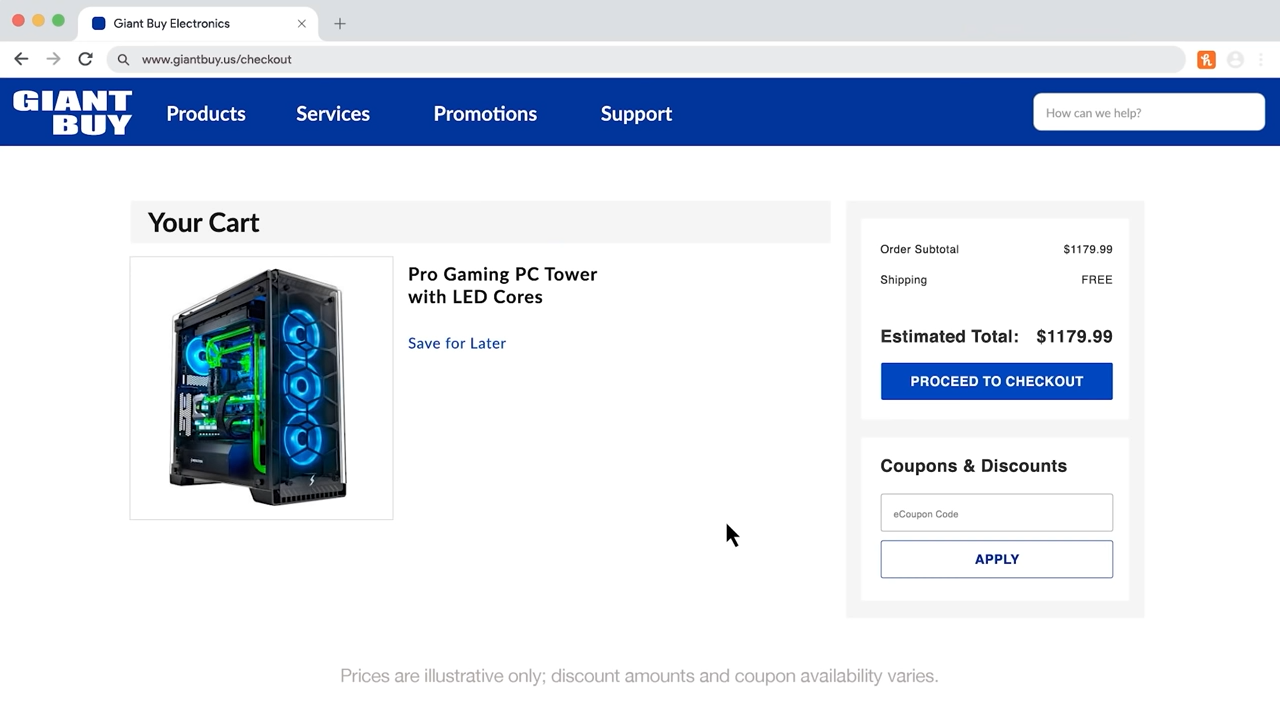 Giant Buy Electronics
www.giantbuy.us/checkout
GIANT
BUY
Products
Services
Promotions
Support
How can we help?
Your Cart
Pro Gaming PC Tower
with LED Cores
Save for Later
Order Subtotal $1179.99
Shipping FREE
Estimated Total: $1179.99
PROCEED TO CHECKOUT
Coupons & Discounts
eCoupon Code
APPLY
Prices are illustrative only; discount amounts and coupon availability varies.